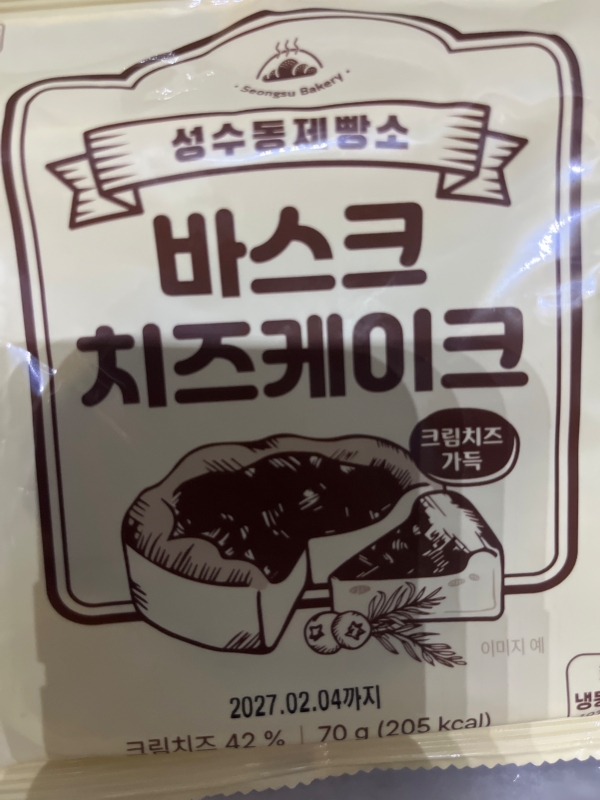 Seongsu Bakery
성수동제빵소
바스크
치즈케이크
크림치즈
가득
이미지 예
2027.02.04까지
크림치즈 42 % | 70 g (205 kcal)